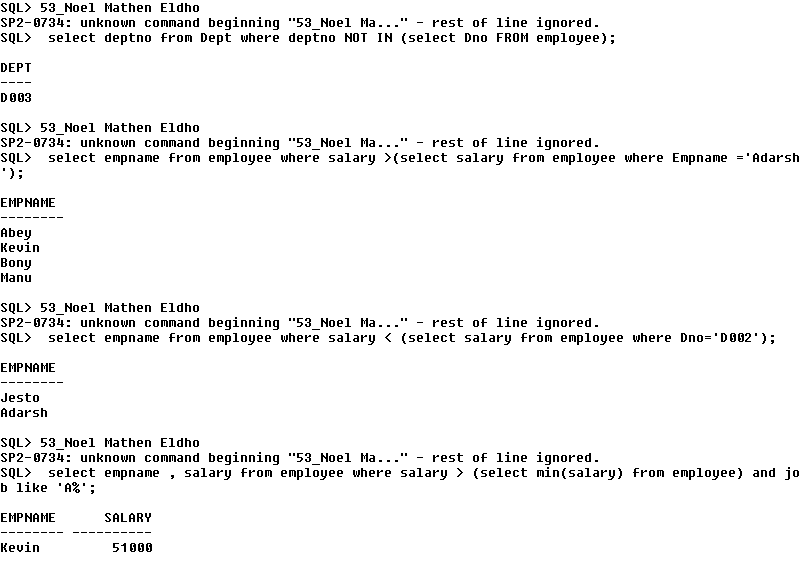 SQL> 53_Noel Mathen Eldho
SP2-0734: unknown command beginning "53_Noel Ma..." - rest of line ignored.
SQL>  select deptno from Dept where deptno NOT IN (select Dno FROM employee);
DEPT
----
D003
SQL> 53_Noel Mathen Eldho
SP2-0734: unknown command beginning "53_Noel Ma..." - rest of line ignored.
SQL>  select empname from employee where salary >(select salary from employee where Empname ='Adarsh
');
EMPNAME
--------
Abey
Kevin
Bony
Manu
SQL> 53_Noel Mathen Eldho
SP2-0734: unknown command beginning "53_Noel Ma..." - rest of line ignored.
SQL>  select empname from employee where salary < (select salary from employee where Dno='D002');
EMPNAME
--------
Jesto
Adarsh
SQL> 53_Noel Mathen Eldho
SP2-0734: unknown command beginning "53_Noel Ma..." - rest of line ignored.
SQL>  select empname , salary from employee where salary > (select min(salary) from employee) and jo
b like 'A%';
EMPNAME      SALARY
-------- ----------
Kevin         51000